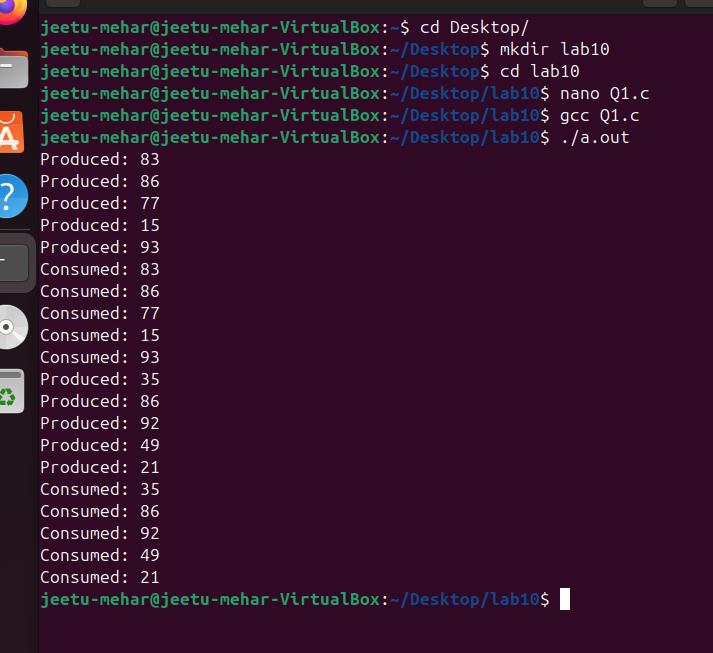 jeetu-mehar@jeetu-mehar-VirtualBox:~$ cd Desktop/
jeetu-mehar@jeetu-mehar-VirtualBox:~/Desktop$ mkdir lab10
jeetu-mehar@jeetu-mehar-VirtualBox:~/Desktop$ cd lab10
jeetu-mehar@jeetu-mehar-VirtualBox:~/Desktop/lab10$ nano Q1.c
jeetu-mehar@jeetu-mehar-VirtualBox:~/Desktop/lab10$ gcc Q1.c
jeetu-mehar@jeetu-mehar-VirtualBox:~/Desktop/lab10$ ./a.out
Produced: 83
Produced: 86
Produced: 77
Produced: 15
Produced: 93
Consumed: 83
Consumed: 86
Consumed: 77
Consumed: 15
Consumed: 93
Produced: 35
Produced: 86
Produced: 92
Produced: 49
Produced: 21
Consumed: 35
Consumed: 86
Consumed: 92
Consumed: 49
Consumed: 21
jeetu-mehar@jeetu-mehar-VirtualBox:~/Desktop/lab10$